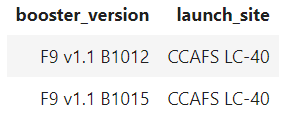 booster_version launch_site
F9 v1.1 B1012 CCAFS LC-40
F9 v1.1 B1015 CCAFS LC-40